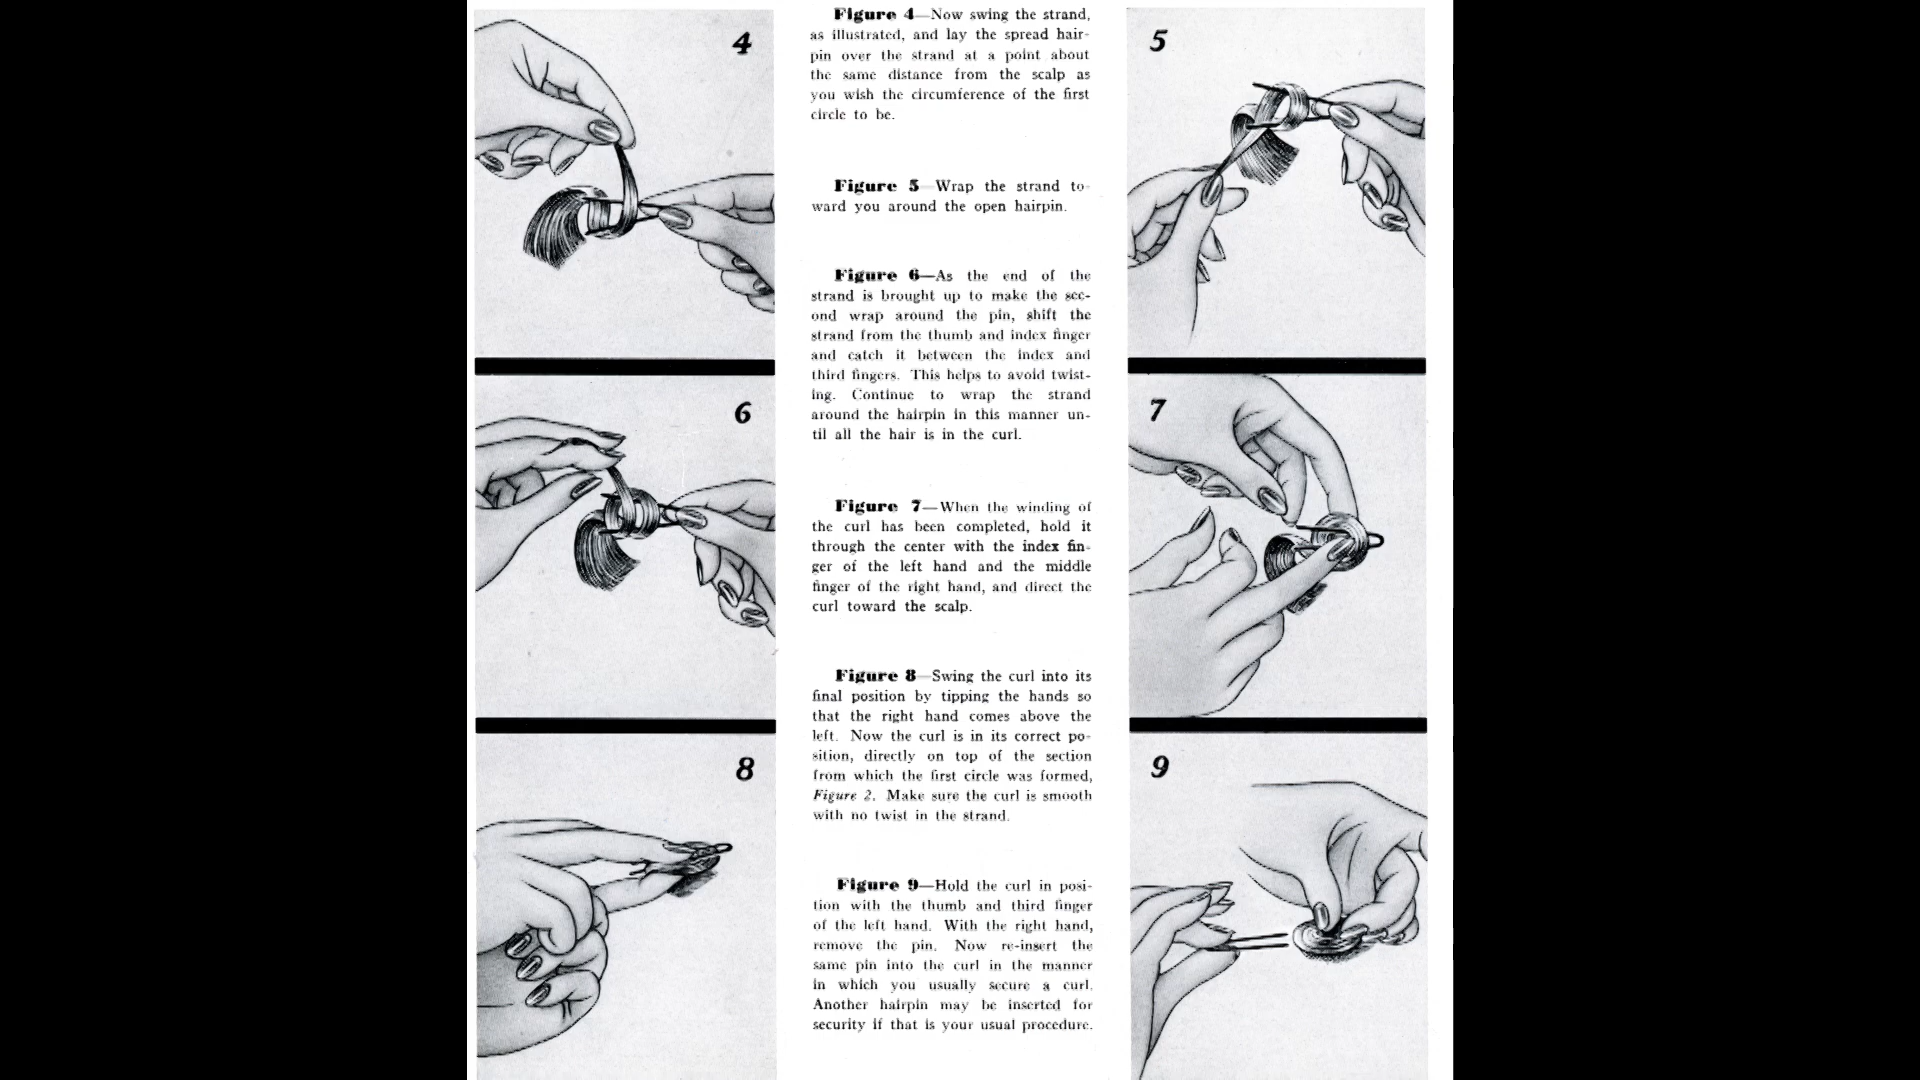 4
Figure 4—Now swing the strand,
as illustrated, and lay the spread hair-
pin over the strand at a point about
the same distance from the scalp as
you wish the circumference of the first
circle to be.
5
Figure 5—Wrap the strand to-
ward you around the open hairpin.
6
Figure 6—As the end of the
strand is brought up to make the sec-
ond wrap around the pin, shift the
strand from the thumb and index finger
and catch it between the index and
third fingers. This helps to avoid twist-
ing. Continue to wrap the strand
around the hairpin in this manner un-
til all the hair is in the curl.
7
Figure 7—When the winding of
the curl has been completed, hold it
through the center with the index fin-
ger of the left hand and the middle
finger of the right hand, and direct the
curl toward the scalp.
8
Figure 8—Swing the curl into its
final position by tipping the hands so
that the right hand comes above the
left. Now the curl is in its correct po-
sition, directly on top of the section
from which the first circle was formed,
Figure 2. Make sure the curl is smooth
with no twist in the strand.
9
Figure 9—Hold the curl in posi-
tion with the thumb and third finger
of the left hand. With the right hand,
remove the pin. Now re-insert the
same pin into the curl in the manner
in which you usually secure a curl.
Another hairpin may be inserted for
security if that is your usual procedure.